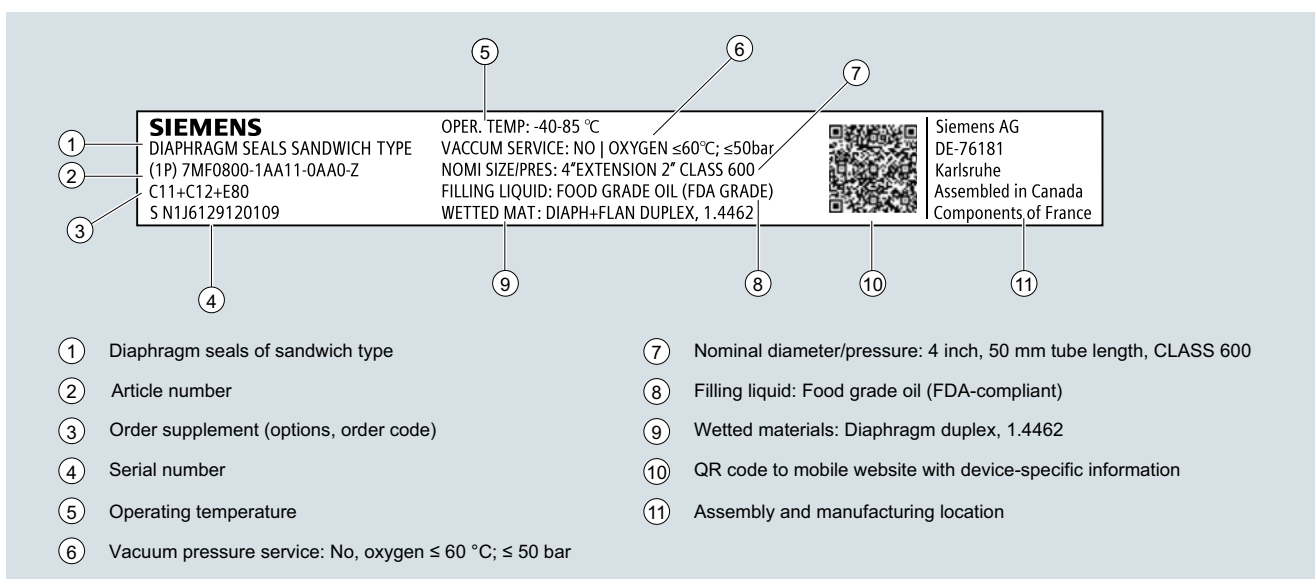 5
6
7
SIEMENS
1
DIAPHRAGM SEALS SANDWICH TYPE
2
(1P) 7MF0800-1AA11-0AA0-Z
C11+C12+E80
3
S N1J6129120109
OPER. TEMP: -40-85 °C
VACCUM SERVICE: NO | OXYGEN ≤60℃; ≤50bar
NOMI SIZE/PRES: 4"EXTENSION 2" CLASS 600
FILLING LIQUID: FOOD GRADE OIL (FDA GRADE)
WETTED MAT: DIAPH+FLAN DUPLEX, 1.4462
Siemens AG
DE-76181
Karlsruhe
Assembled in Canada
Components of France
4
9
8
10
11
1 Diaphragm seals of sandwich type
2 Article number
3 Order supplement (options, order code)
4 Serial number
5 Operating temperature
6 Vacuum pressure service: No, oxygen ≤ 60 °C; ≤ 50 bar
7 Nominal diameter/pressure: 4 inch, 50 mm tube length, CLASS 600
8 Filling liquid: Food grade oil (FDA-compliant)
9 Wetted materials: Diaphragm duplex, 1.4462
10 QR code to mobile website with device-specific information
11 Assembly and manufacturing location